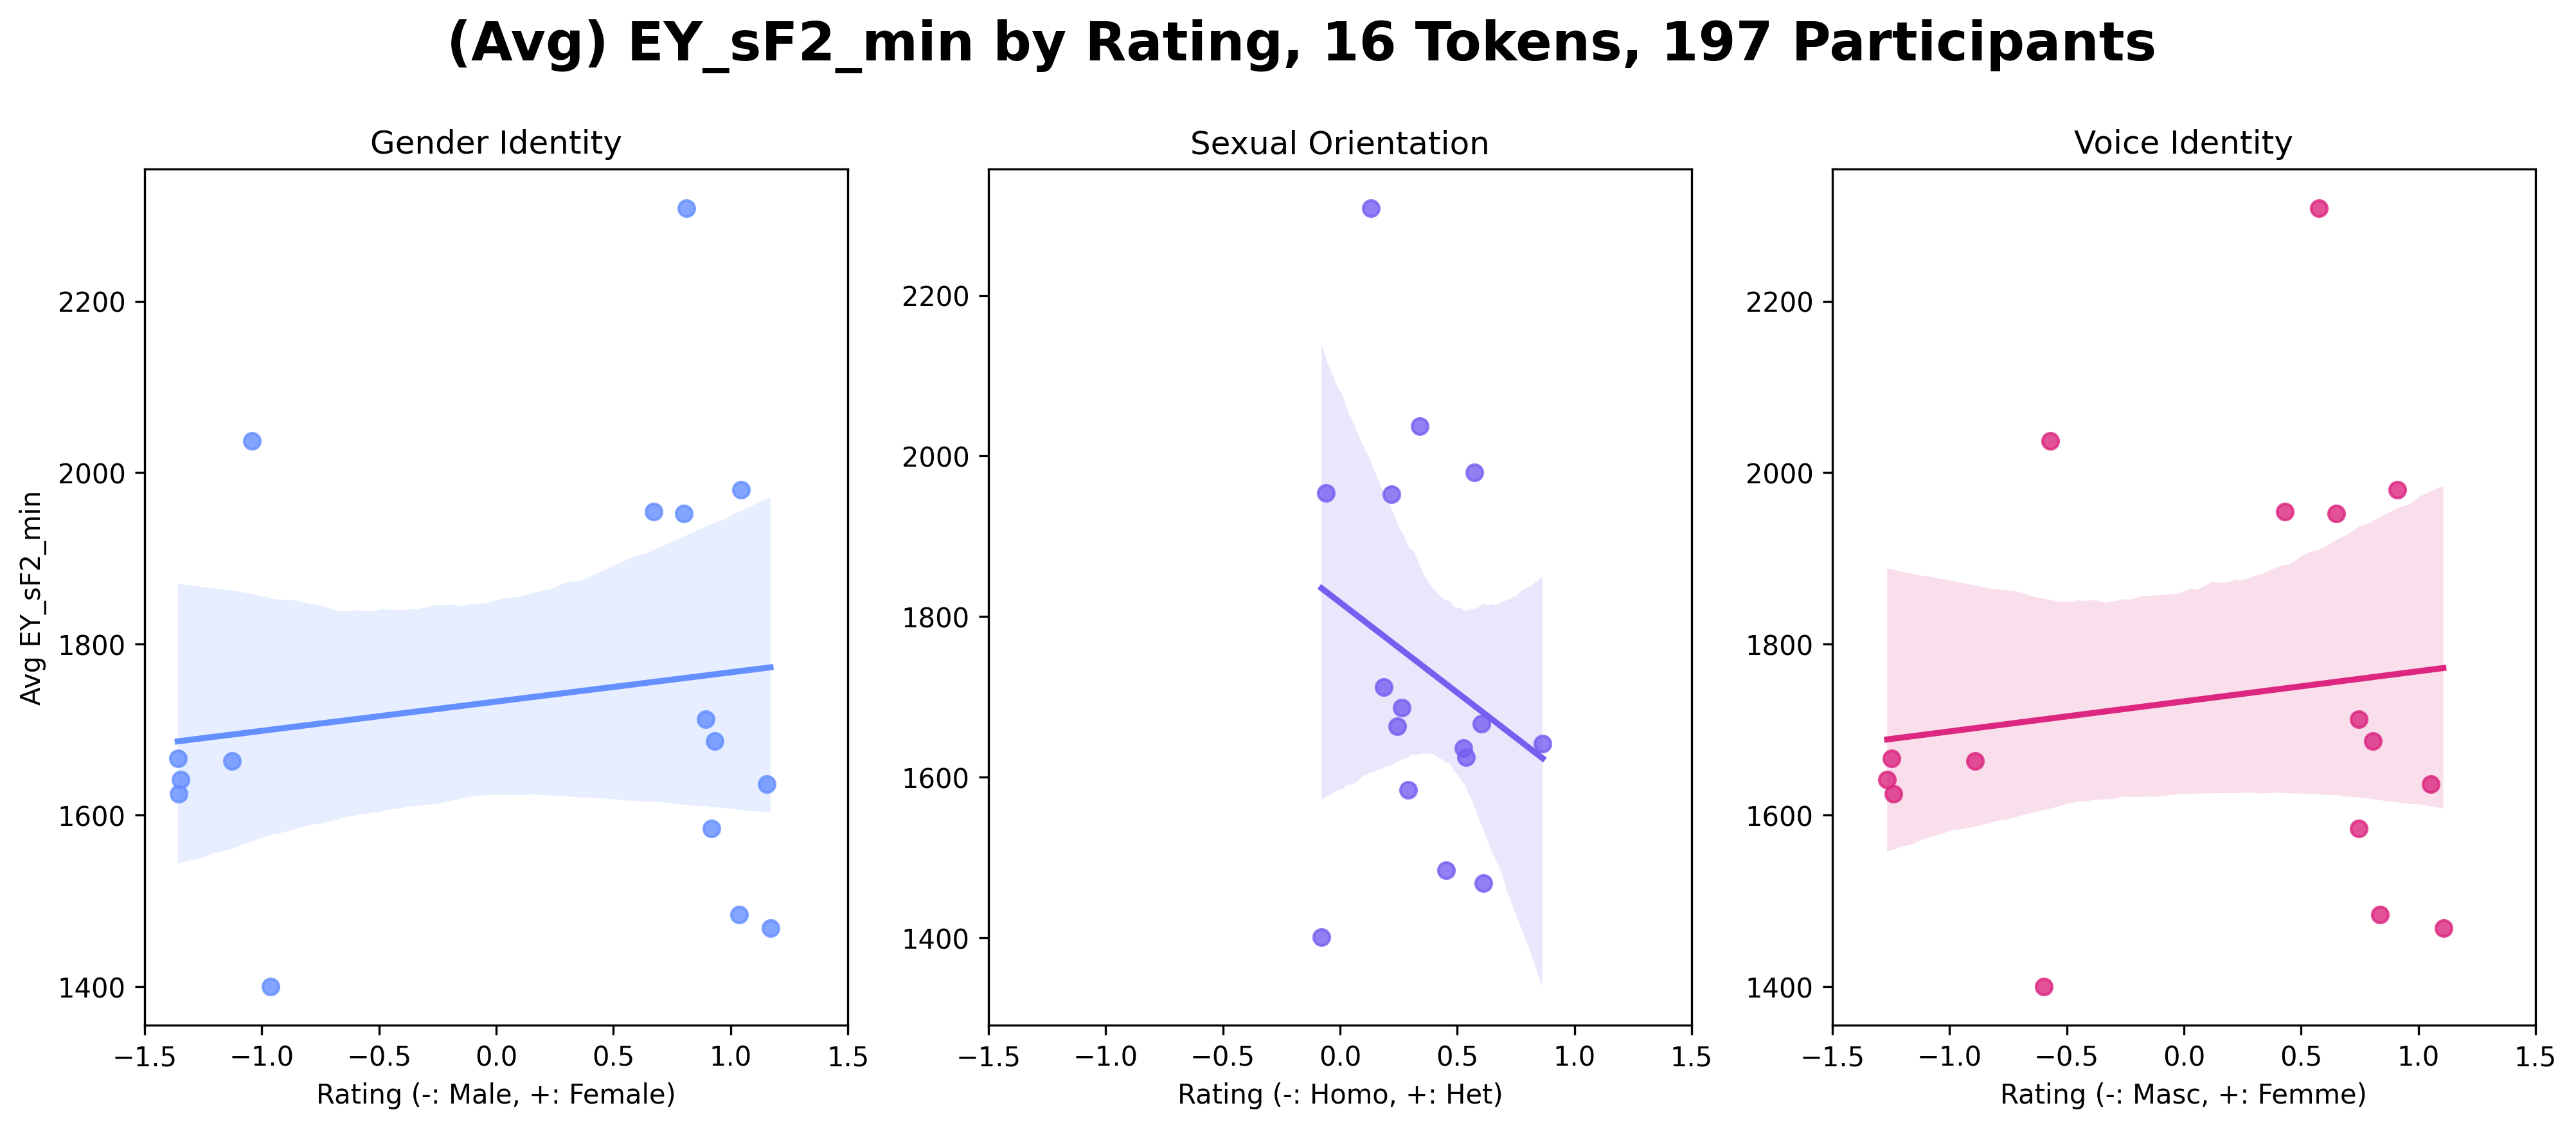 (Avg) EY_sF2_min by Rating, 16 Tokens, 197 Participants
Gender Identity
Sexual Orientation
Voice Identity
Avg EY_sF2_min
2200
2000
1800
1600
1400
−1.5 −1.0 −0.5 0.0 0.5 1.0 1.5
Rating (-: Male, +: Female)
2200
2000
1800
1600
1400
−1.5 −1.0 −0.5 0.0 0.5 1.0 1.5
Rating (-: Homo, +: Het)
2200
2000
1800
1600
1400
−1.5 −1.0 −0.5 0.0 0.5 1.0 1.5
Rating (-: Masc, +: Femme)